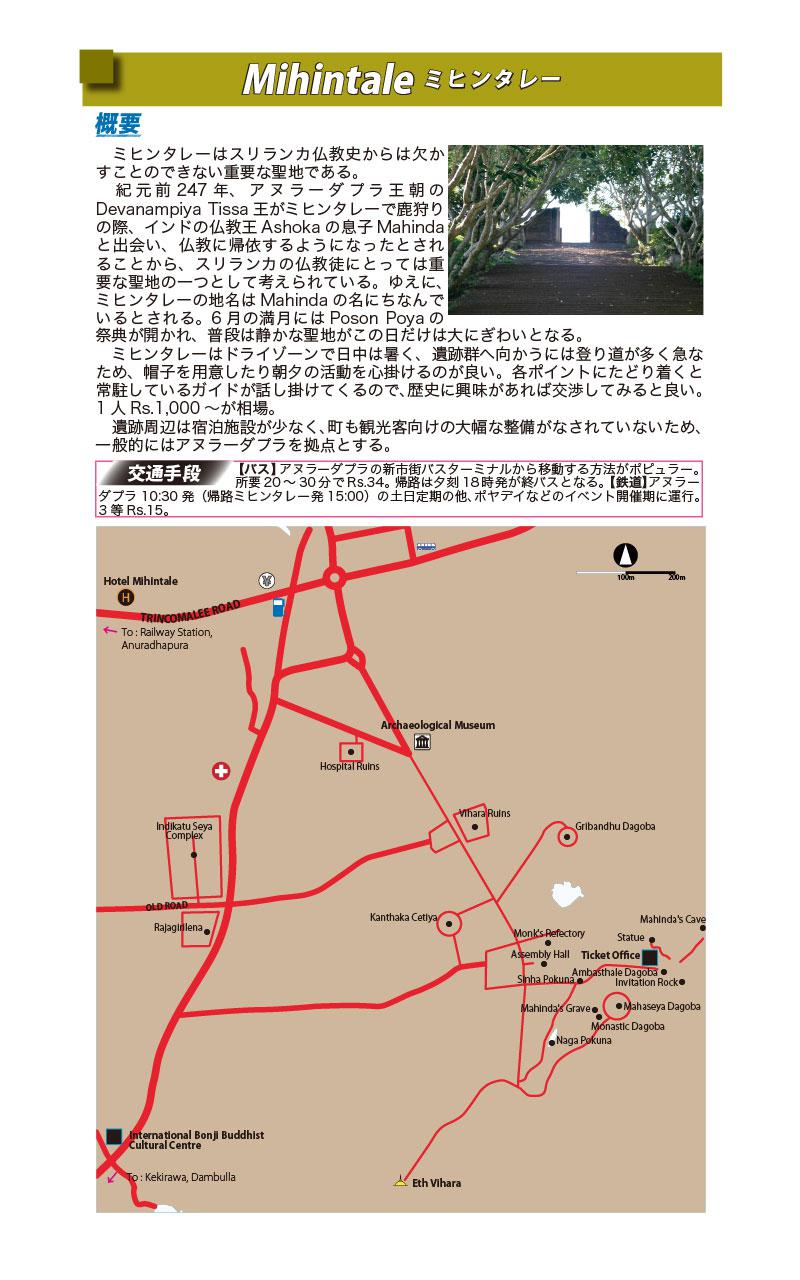 Mihintale ミヒンタレー
概要
　ミヒンタレーはスリランカ仏教史からは欠か
すことのできない重要な聖地である。
　紀元前 247 年、アヌラーダプラ王朝の
Devanampiya Tissa 王がミヒンタレーで鹿狩り
の際、インドの仏教王 Ashoka の息子 Mahinda
と出会い、仏教に帰依するようになったとされ
ることから、スリランカの仏教徒にとっては重
要な聖地の一つとして考えられている。ゆえに、
ミヒンタレーの地名は Mahinda の名にちなんで
いるとされる。6 月の満月には Poson Poya の
祭典が開かれ、普段は静かな聖地がこの日だけは大にぎわいとなる。
　ミヒンタレーはドライゾーンで日中は暑く、遺跡群へ向かうには登り道が多く急な
ため、帽子を用意したり朝夕の活動を心掛けるのが良い。各ポイントにたどり着くと
常駐しているガイドが話し掛けてくるので、歴史に興味があれば交渉してみると良い。
1 人 Rs.1,000 〜が相場。
　遺跡周辺は宿泊施設が少なく、町も観光客向けの大幅な整備がなされていないため、
一般的にはアヌラーダプラを拠点とする。
交通手段
【バス】アヌラーダプラの新市街バスターミナルから移動する方法がポピュラー。
所要 20 〜 30 分で Rs.34。帰路は夕刻 18 時発が終バスとなる。【鉄道】アヌラー
ダプラ 10:30 発（帰路ミヒンタレー発 15:00）の土日定期の他、ポヤデイなどのイベント開催期に運行。
3 等 Rs.15。
100m 200m
Hotel Mihintale
H
TRINCOMALEE ROAD
To : Railway Station,
Anuradhapura
Archaeological Museum
Hospital Ruins
Vihara Ruins
Indikatu Seya
Complex
Gribandhu Dagoba
OLD ROAD
Rajagirilena
Kanthaka Cetiya
Mahinda's Cave
Monk's Refectory
Statue
Assembly Hall
Ticket Office
Ambasthale Dagoba
Sinha Pokuna
Invitation Rock
Mahinda's Grave
Mahaseya Dagoba
Monastic Dagoba
Naga Pokuna
International Bonji Buddhist
Cultural Centre
To : Kekirawa, Dambulla
Eth Vihara